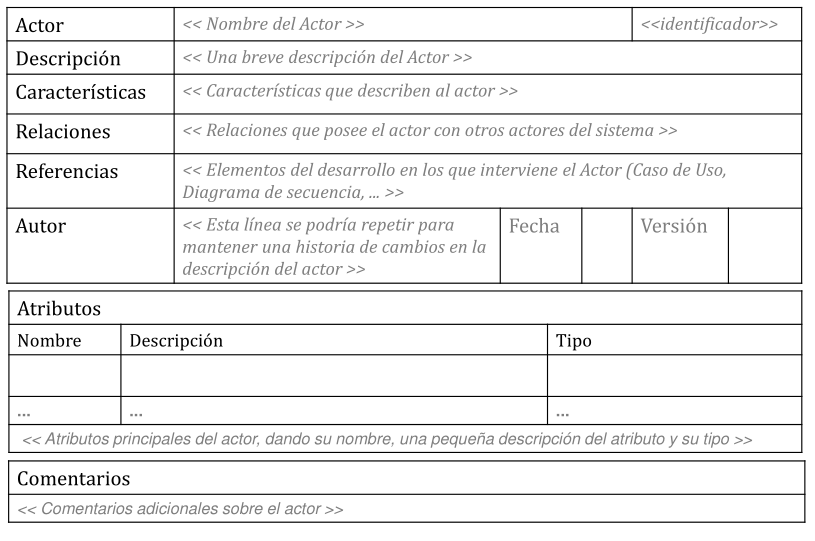 Actor << Nombre del Actor >> <<identificador>>
Descripción << Una breve descripción del Actor >>
Características << Características que describen al actor >>
Relaciones << Relaciones que posee el actor con otros actores del sistema >>
Referencias << Elementos del desarrollo en los que interviene el Actor (Caso de Uso,
Diagrama de secuencia, ... >>
Autor << Esta línea se podría repetir para Fecha Versión
mantener una historia de cambios en la
descripción del actor >>
Atributos
Nombre Descripción Tipo
... ... ...
<< Atributos principales del actor, dando su nombre, una pequeña descripción del atributo y su tipo >>
Comentarios
<< Comentarios adicionales sobre el actor >>